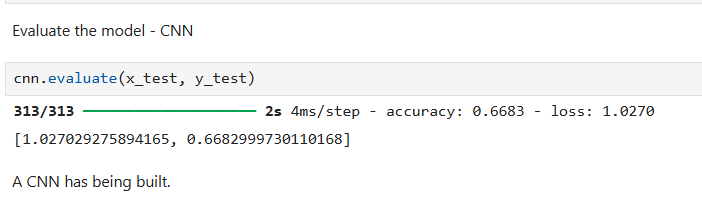 Evaluate the model - CNN
cnn.evaluate(x_test, y_test)
313/313 ━━━━━━━━━━━━━━━━━━━━ 2s 4ms/step - accuracy: 0.6683 - loss: 1.0270
[1.027029275894165, 0.6682999730110168]
A CNN has being built.